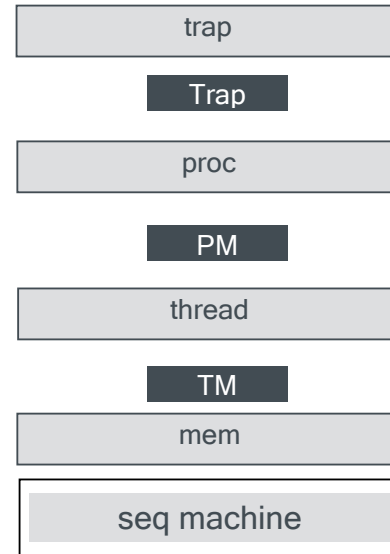 trap
Trap
proc
PM
thread
TM
mem
seq machine